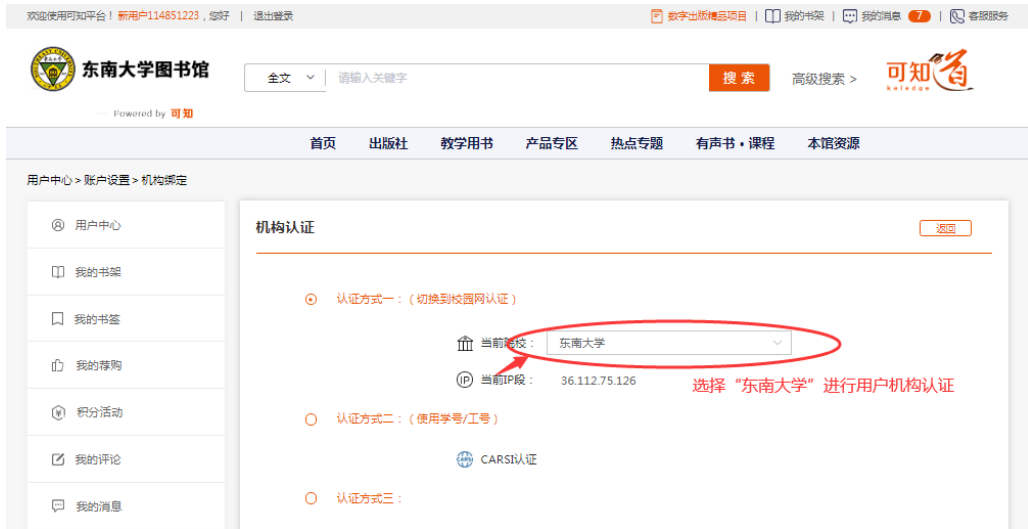 欢迎使用可知平台！新用户114851223，您好 | 退出登录
数字出版精品项目 | 我的书架 | 我的消息 7 | 客服服务
东南大学图书馆
全文 请输入关键字 搜索 高级搜索 >
可知道
keledge
Powered by 可知
首页 出版社 教学用书 产品专区 热点专题 有声书•课程 本馆资源
用户中心>账户设置>机构绑定
用户中心
我的书架
我的书签
我的荐购
积分活动
我的评论
我的消息
机构认证 返回
认证方式一：（切换到校园网认证）
当前院校： 东南大学
IP 当前IP段： 36.112.75.126
选择“东南大学”进行用户机构认证
认证方式二：（使用学号/工号）
CARSI CARSI认证
认证方式三：